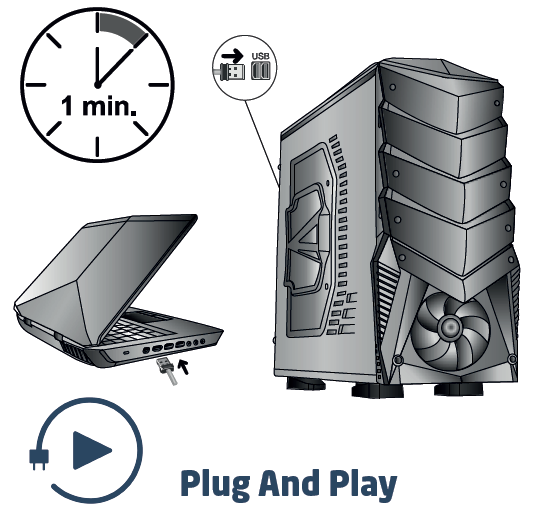 1 min.
USB
Plug And Play